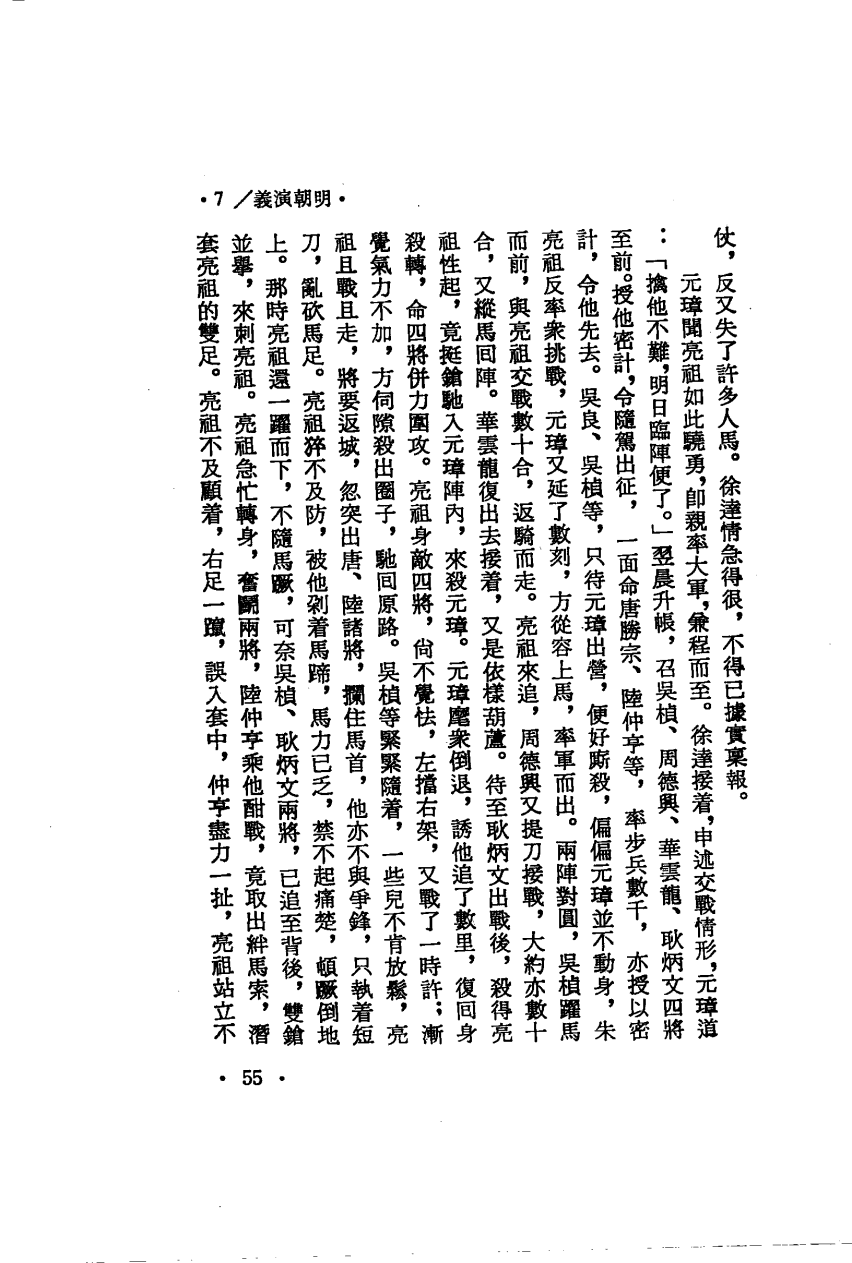 ·7／義演朝明·
仗，反又失了許多人馬。徐達情急得很，不得已據實稟報。
元璋聞亮祖如此驍勇，卽親率大軍，兼程而至。徐達接着，申述交戰情形，元璋道
：「擒他不難，明日臨陣便了。」翌晨升帳，召吳楨、周德興、華雲龍、耿炳文四將
至前。授他密計，令隨駕出征，一面命唐勝宗、陸仲亨等，率步兵數千，亦授以密
計，令他先去。吳良、吳楨等，只待元璋出營，便好廝殺，偏偏元璋並不動身，朱
亮祖反率衆挑戰，元璋又延了數刻，方從容上馬，率軍而出。兩陣對圓，吳楨躍馬
而前，與亮祖交戰數十合，返騎而走。亮祖來追，周德興又提刀接戰，大約亦數十
合，又縱馬回陣。華雲龍復出去接着，又是依樣葫蘆。待至耿炳文出戰後，殺得亮
祖性起，竟挺鎗馳入元璋陣內，來殺元璋。元璋麾衆倒退，誘他追了數里，復回身
殺轉，命四將併力圍攻。亮祖身敵四將，尙不覺怯，左擋右架，又戰了一時許；漸
覺氣力不加，方伺隙殺出圈子，馳回原路。吳楨等緊緊隨着，一些兒不肯放鬆，亮
祖且戰且走，將要返城，忽突出唐、陸諸將，攔住馬首，他亦不與爭鋒，只執着短
刀，亂砍馬足。亮祖猝不及防，被他剁着馬蹄，馬力已乏，禁不起痛楚，頓蹶倒地
上。那時亮祖還一躍而下，不隨馬蹶，可奈吳楨、耿炳文兩將，已追至背後，雙鎗
並舉，來刺亮祖。亮祖急忙轉身，奮鬭兩將，陸仲亨乘他酣戰，竟取出絆馬索，潛
套亮祖的雙足。亮祖不及顧着，右足一蹴，誤入套中，仲亨盡力一扯，亮祖站立不
·55·